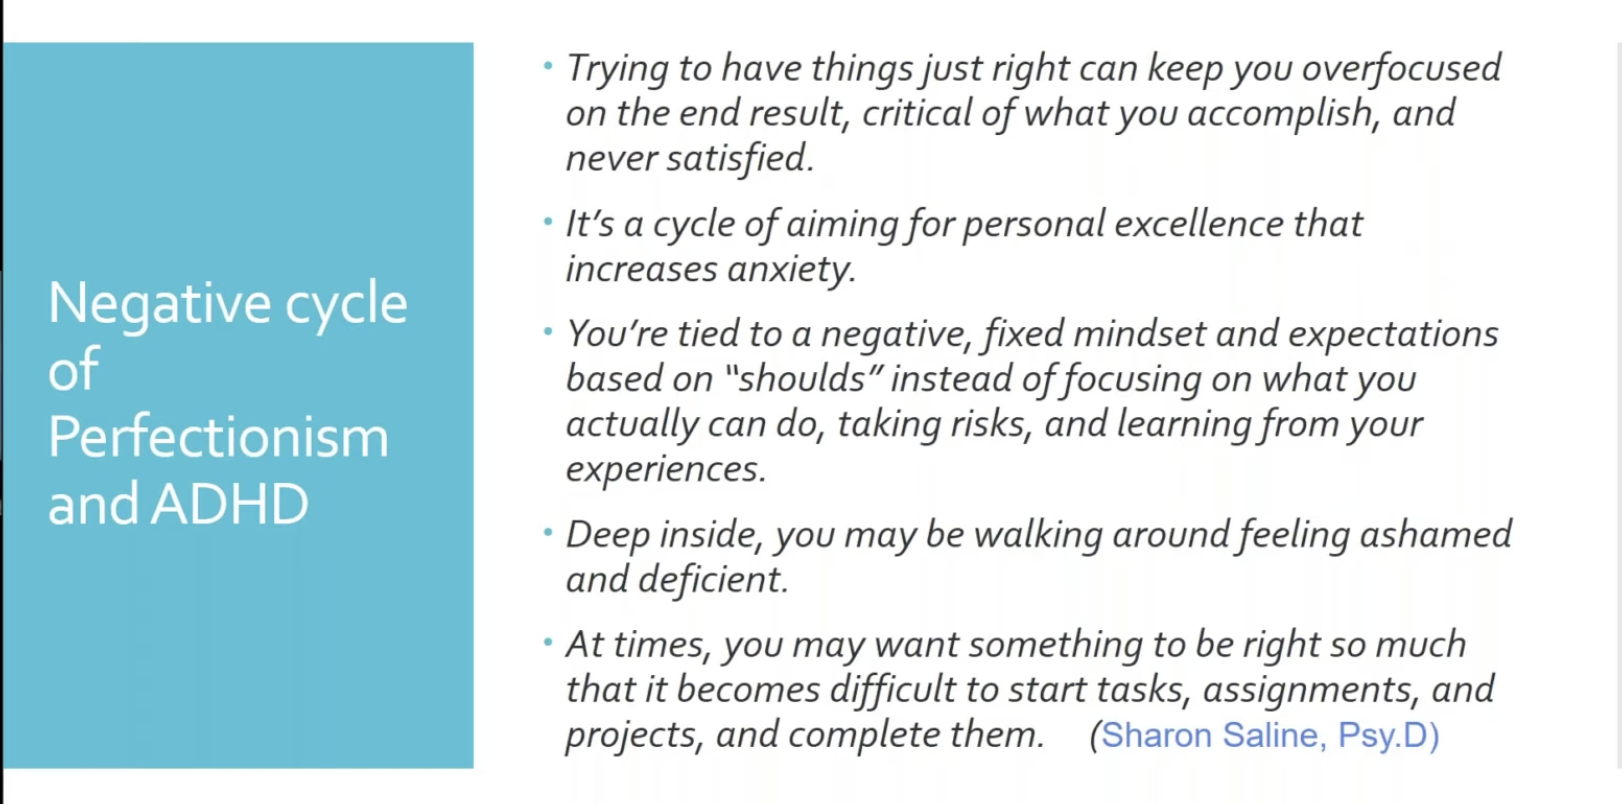 Negative cycle
of
Perfectionism
and ADHD
• Trying to have things just right can keep you overfocused
on the end result, critical of what you accomplish, and
never satisfied.
• It’s a cycle of aiming for personal excellence that
increases anxiety.
• You’re tied to a negative, fixed mindset and expectations
based on “shoulds” instead of focusing on what you
actually can do, taking risks, and learning from your
experiences.
• Deep inside, you may be walking around feeling ashamed
and deficient.
• At times, you may want something to be right so much
that it becomes difficult to start tasks, assignments, and
projects, and complete them. (Sharon Saline, Psy.D)